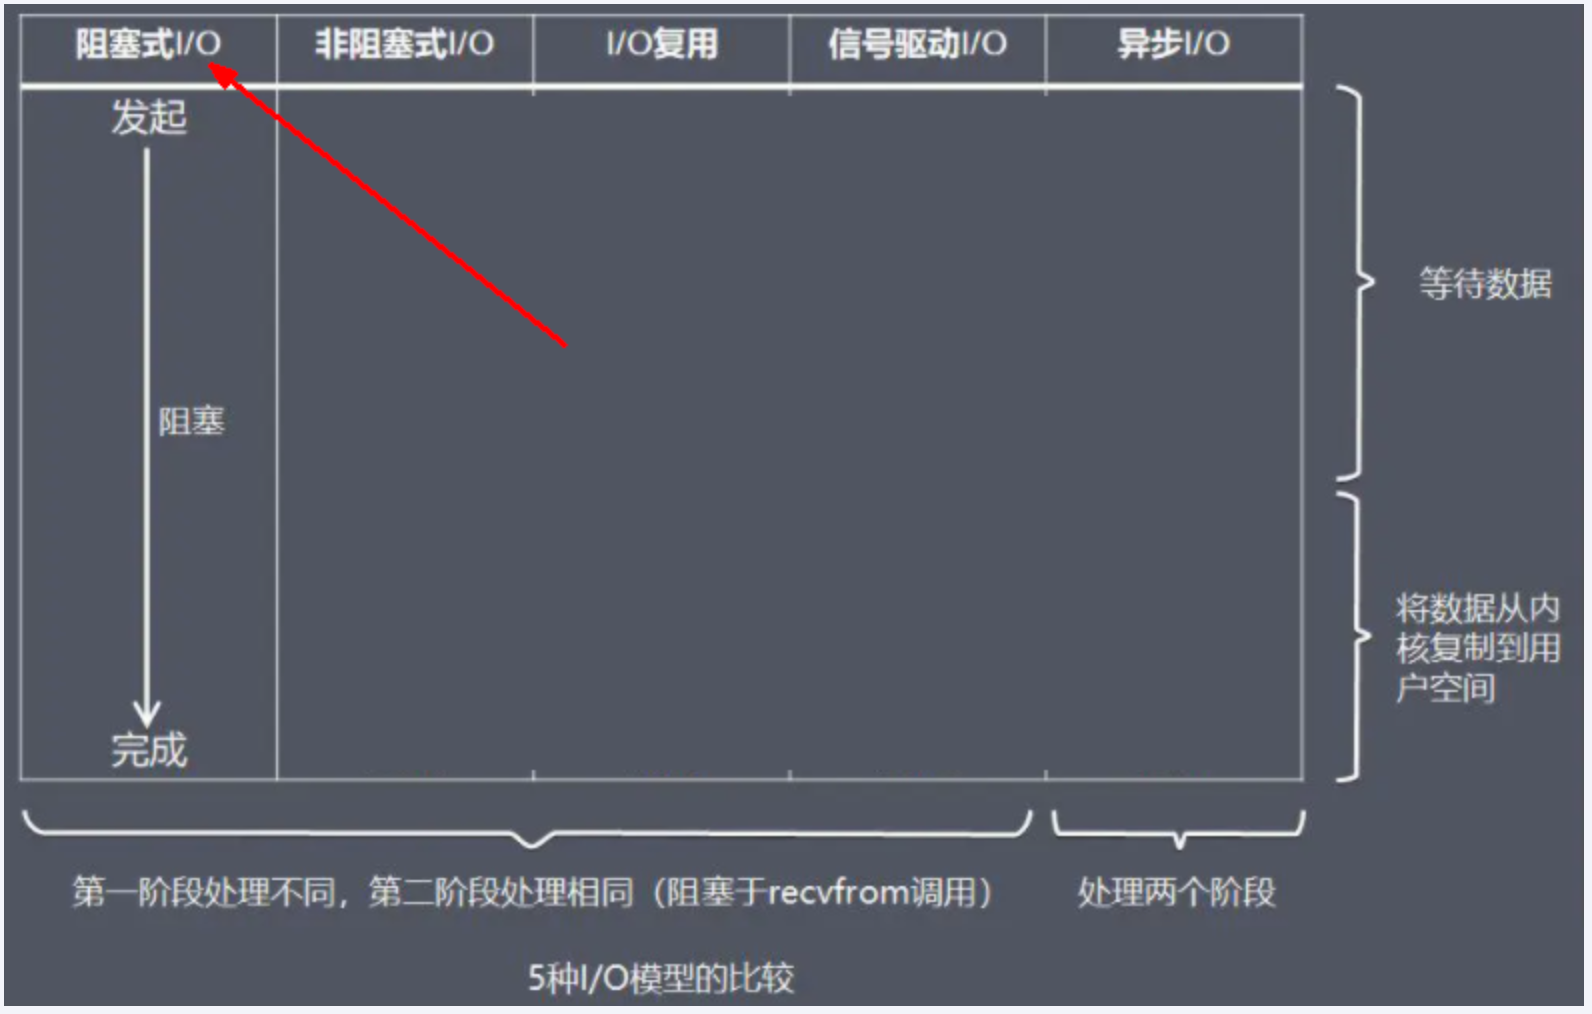 阻塞式I/O 非阻塞式I/O I/O复用 信号驱动I/O 异步I/O
发起
阻塞
完成
等待数据
将数据从内
核复制到用
户空间
第一阶段处理不同，第二阶段处理相同（阻塞于recvfrom调用）
处理两个阶段
5种I/O模型的比较